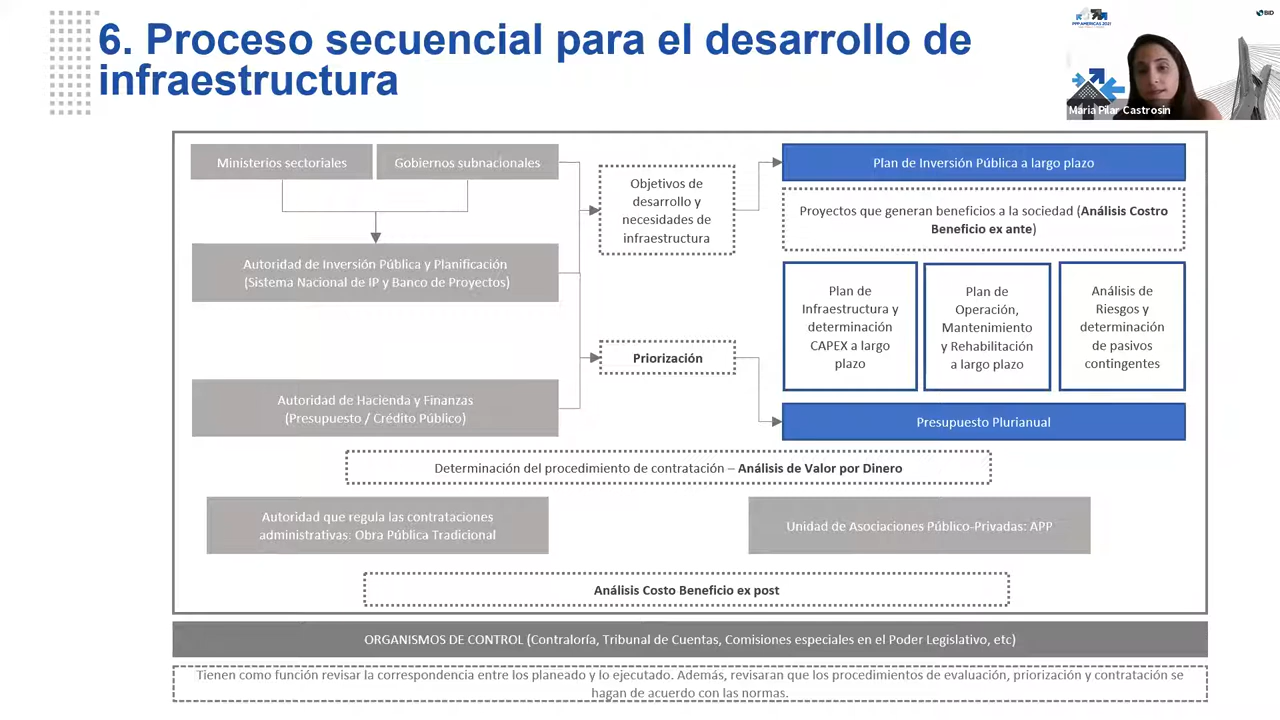 6. Proceso secuencial para el desarrollo de
infraestructura
PPP AMERICAS 2021
BID
Maria Pilar Castrosin
Ministerios sectoriales
Gobiernos subnacionales
Autoridad de Inversión Pública y Planificación
(Sistema Nacional de IP y Banco de Proyectos)
Autoridad de Hacienda y Finanzas
(Presupuesto / Crédito Público)
Objetivos de
desarrollo y
necesidades de
infraestructura
Priorización
Plan de Inversión Pública a largo plazo
Proyectos que generan beneficios a la sociedad (Análisis Costro
Beneficio ex ante)
Plan de
Infraestructura y
determinación
CAPEX a largo
plazo
Plan de
Operación,
Mantenimiento
y Rehabilitación
a largo plazo
Análisis de
Riesgos y
determinación
de pasivos
contingentes
Presupuesto Plurianual
Determinación del procedimiento de contratación – Análisis de Valor por Dinero
Autoridad que regula las contrataciones
administrativas: Obra Pública Tradicional
Unidad de Asociaciones Público-Privadas: APP
Análisis Costo Beneficio ex post
ORGANISMOS DE CONTROL (Contraloría, Tribunal de Cuentas, Comisiones especiales en el Poder Legislativo, etc)
Tienen como función revisar la correspondencia entre los planeado y lo ejecutado. Además, revisaran que los procedimientos de evaluación, priorización y contratación se
hagan de acuerdo con las normas.